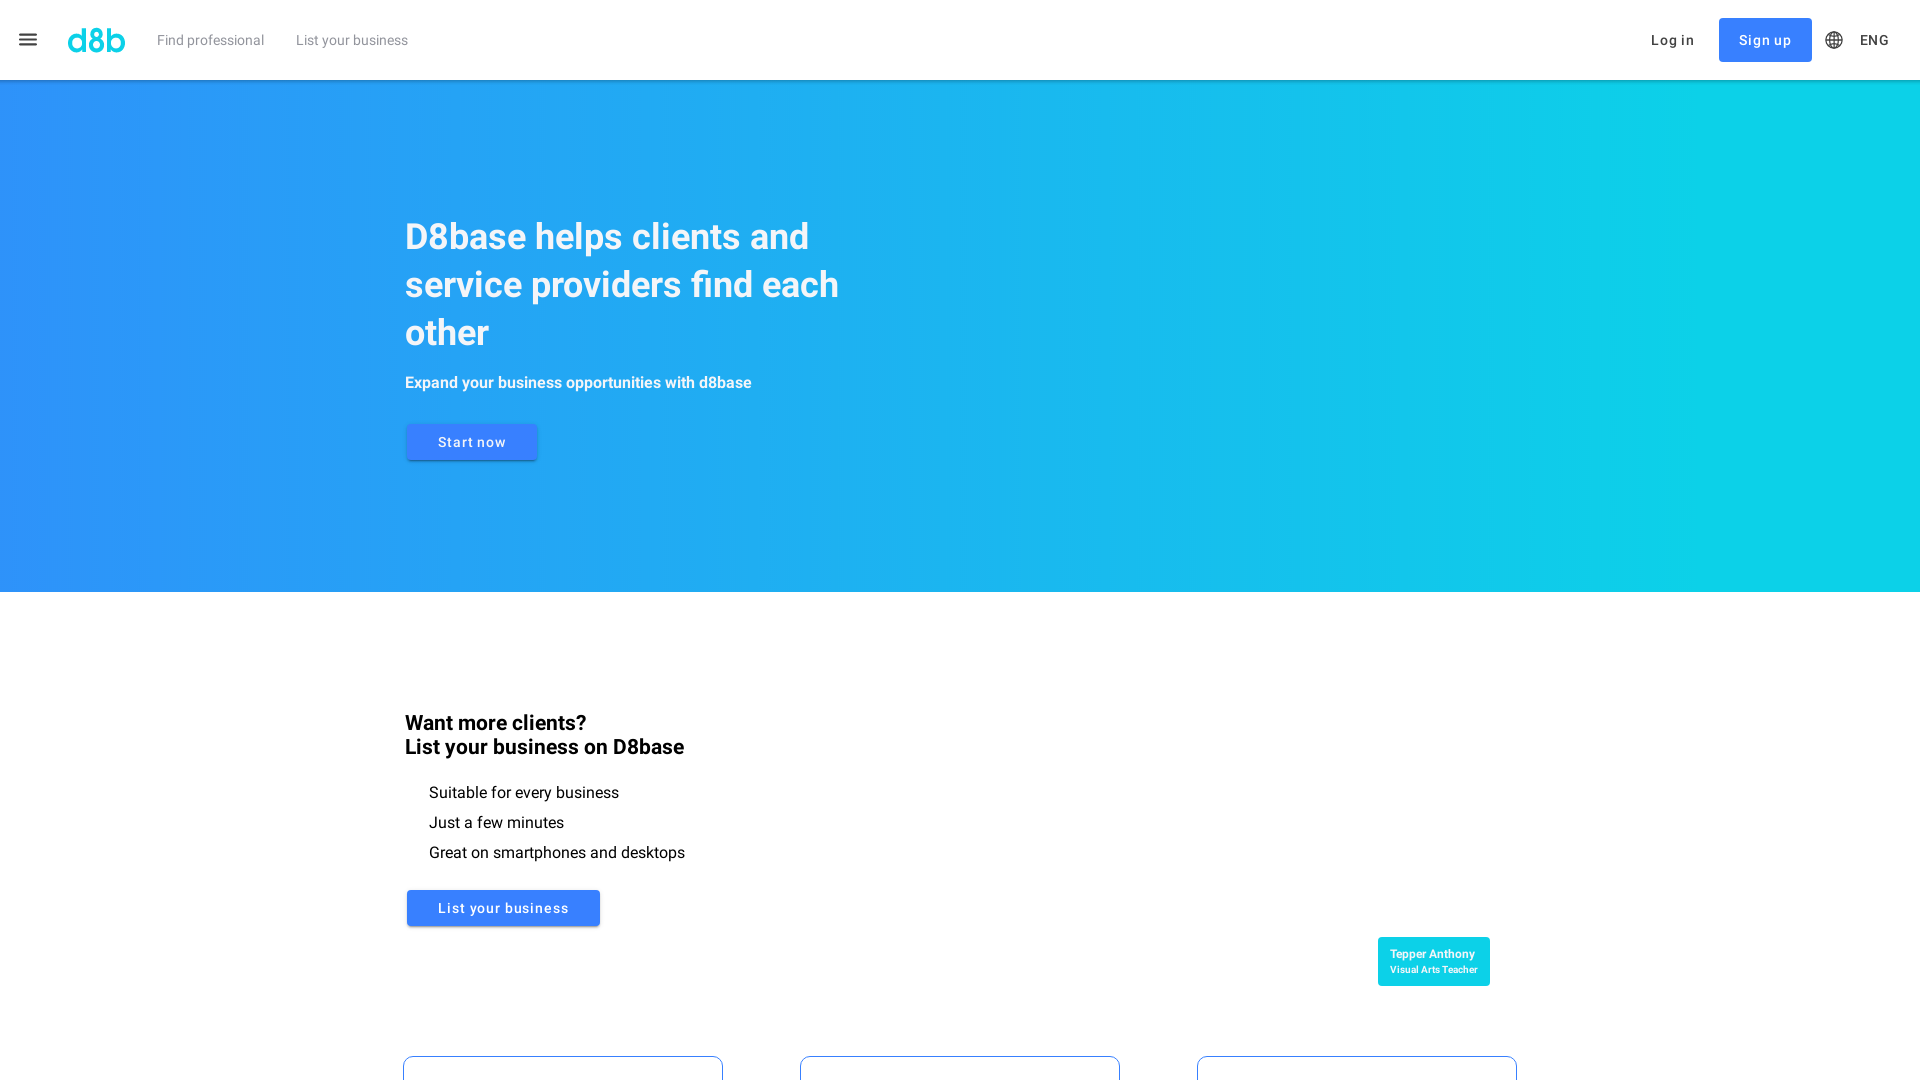 d8b
Find professional
List your business
Log in
Sign up
ENG
D8base helps clients and
service providers find each
other
Expand your business opportunities with d8base
Start now
Want more clients?
List your business on D8base
Suitable for every business
Just a few minutes
Great on smartphones and desktops
List your business
Tepper Anthony
Visual Arts Teacher